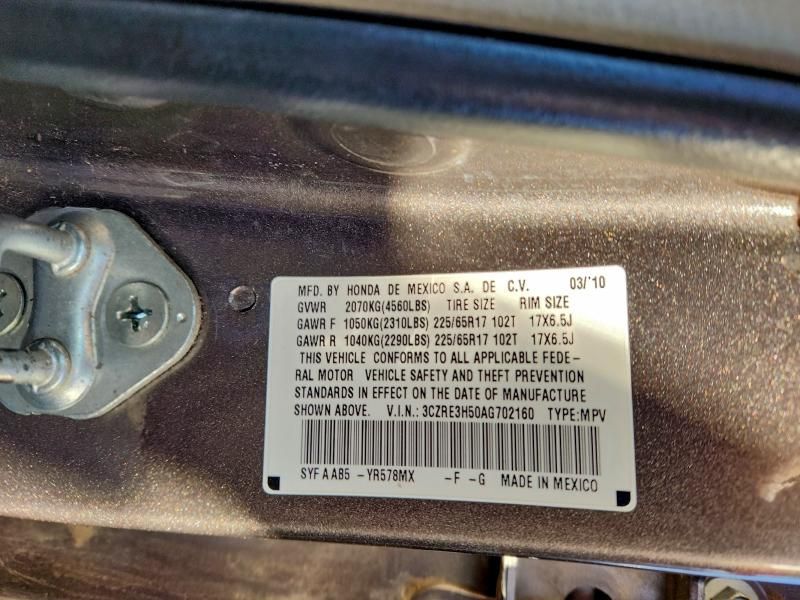 MFD. BY HONDA DE MEXICO S.A. DE C.V. 03/'10
GVWR 2070KG(4560LBS) TIRE SIZE RIM SIZE
GAWR F 1050KG(2310LBS) 225/65R17 102T 17X6.5J
GAWR R 1040KG(2290LBS) 225/65R17 102T 17X6.5J
THIS VEHICLE CONFORMS TO ALL APPLICABLE FEDE-
RAL MOTOR VEHICLE SAFETY AND THEFT PREVENTION
STANDARDS IN EFFECT ON THE DATE OF MANUFACTURE
SHOWN ABOVE. V.I.N.: 3CZRE3H50AG702160 TYPE:MPV
SYF A AB5 -YR578MX -F -G MADE IN MEXICO